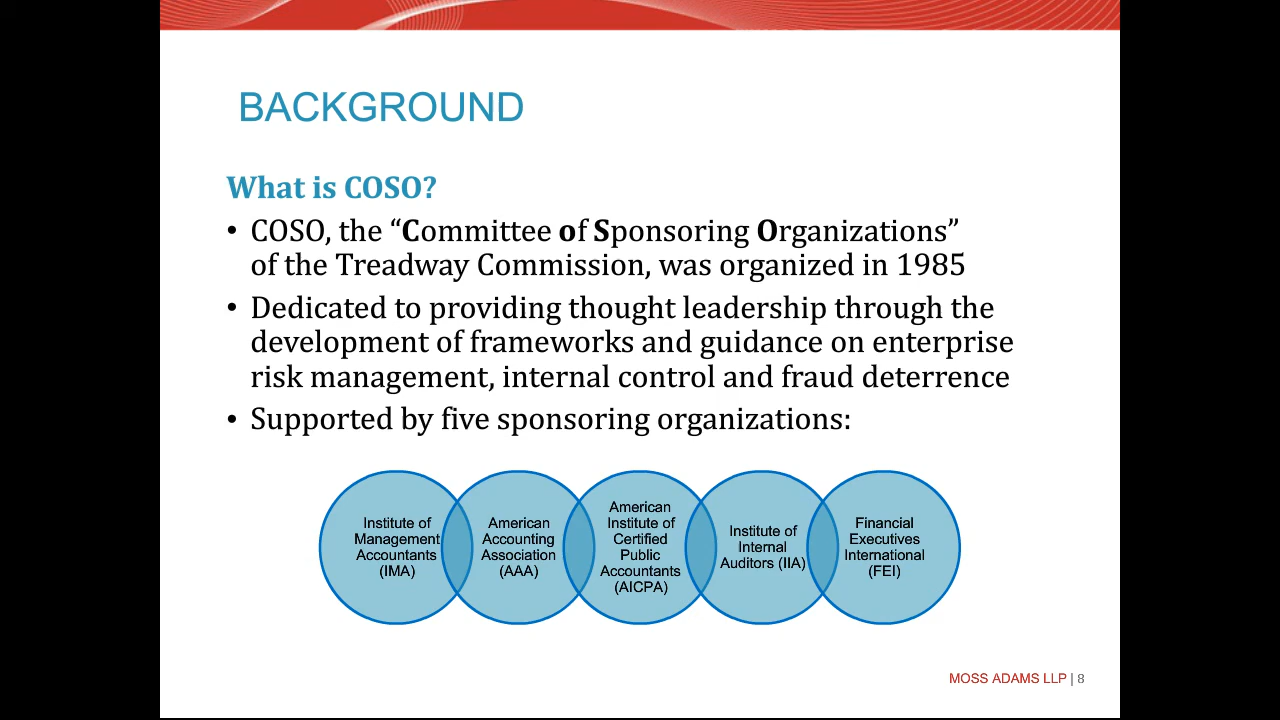 BACKGROUND
What is COSO?
• COSO, the “Committee of Sponsoring Organizations”
of the Treadway Commission, was organized in 1985
• Dedicated to providing thought leadership through the
development of frameworks and guidance on enterprise
risk management, internal control and fraud deterrence
• Supported by five sponsoring organizations:
Institute of
Management
Accountants
(IMA)
American
Accounting
Association
(AAA)
American
Institute of
Certified
Public
Accountants
(AICPA)
Institute of
Internal
Auditors (IIA)
Financial
Executives
International
(FEI)
MOSS ADAMS LLP | 8